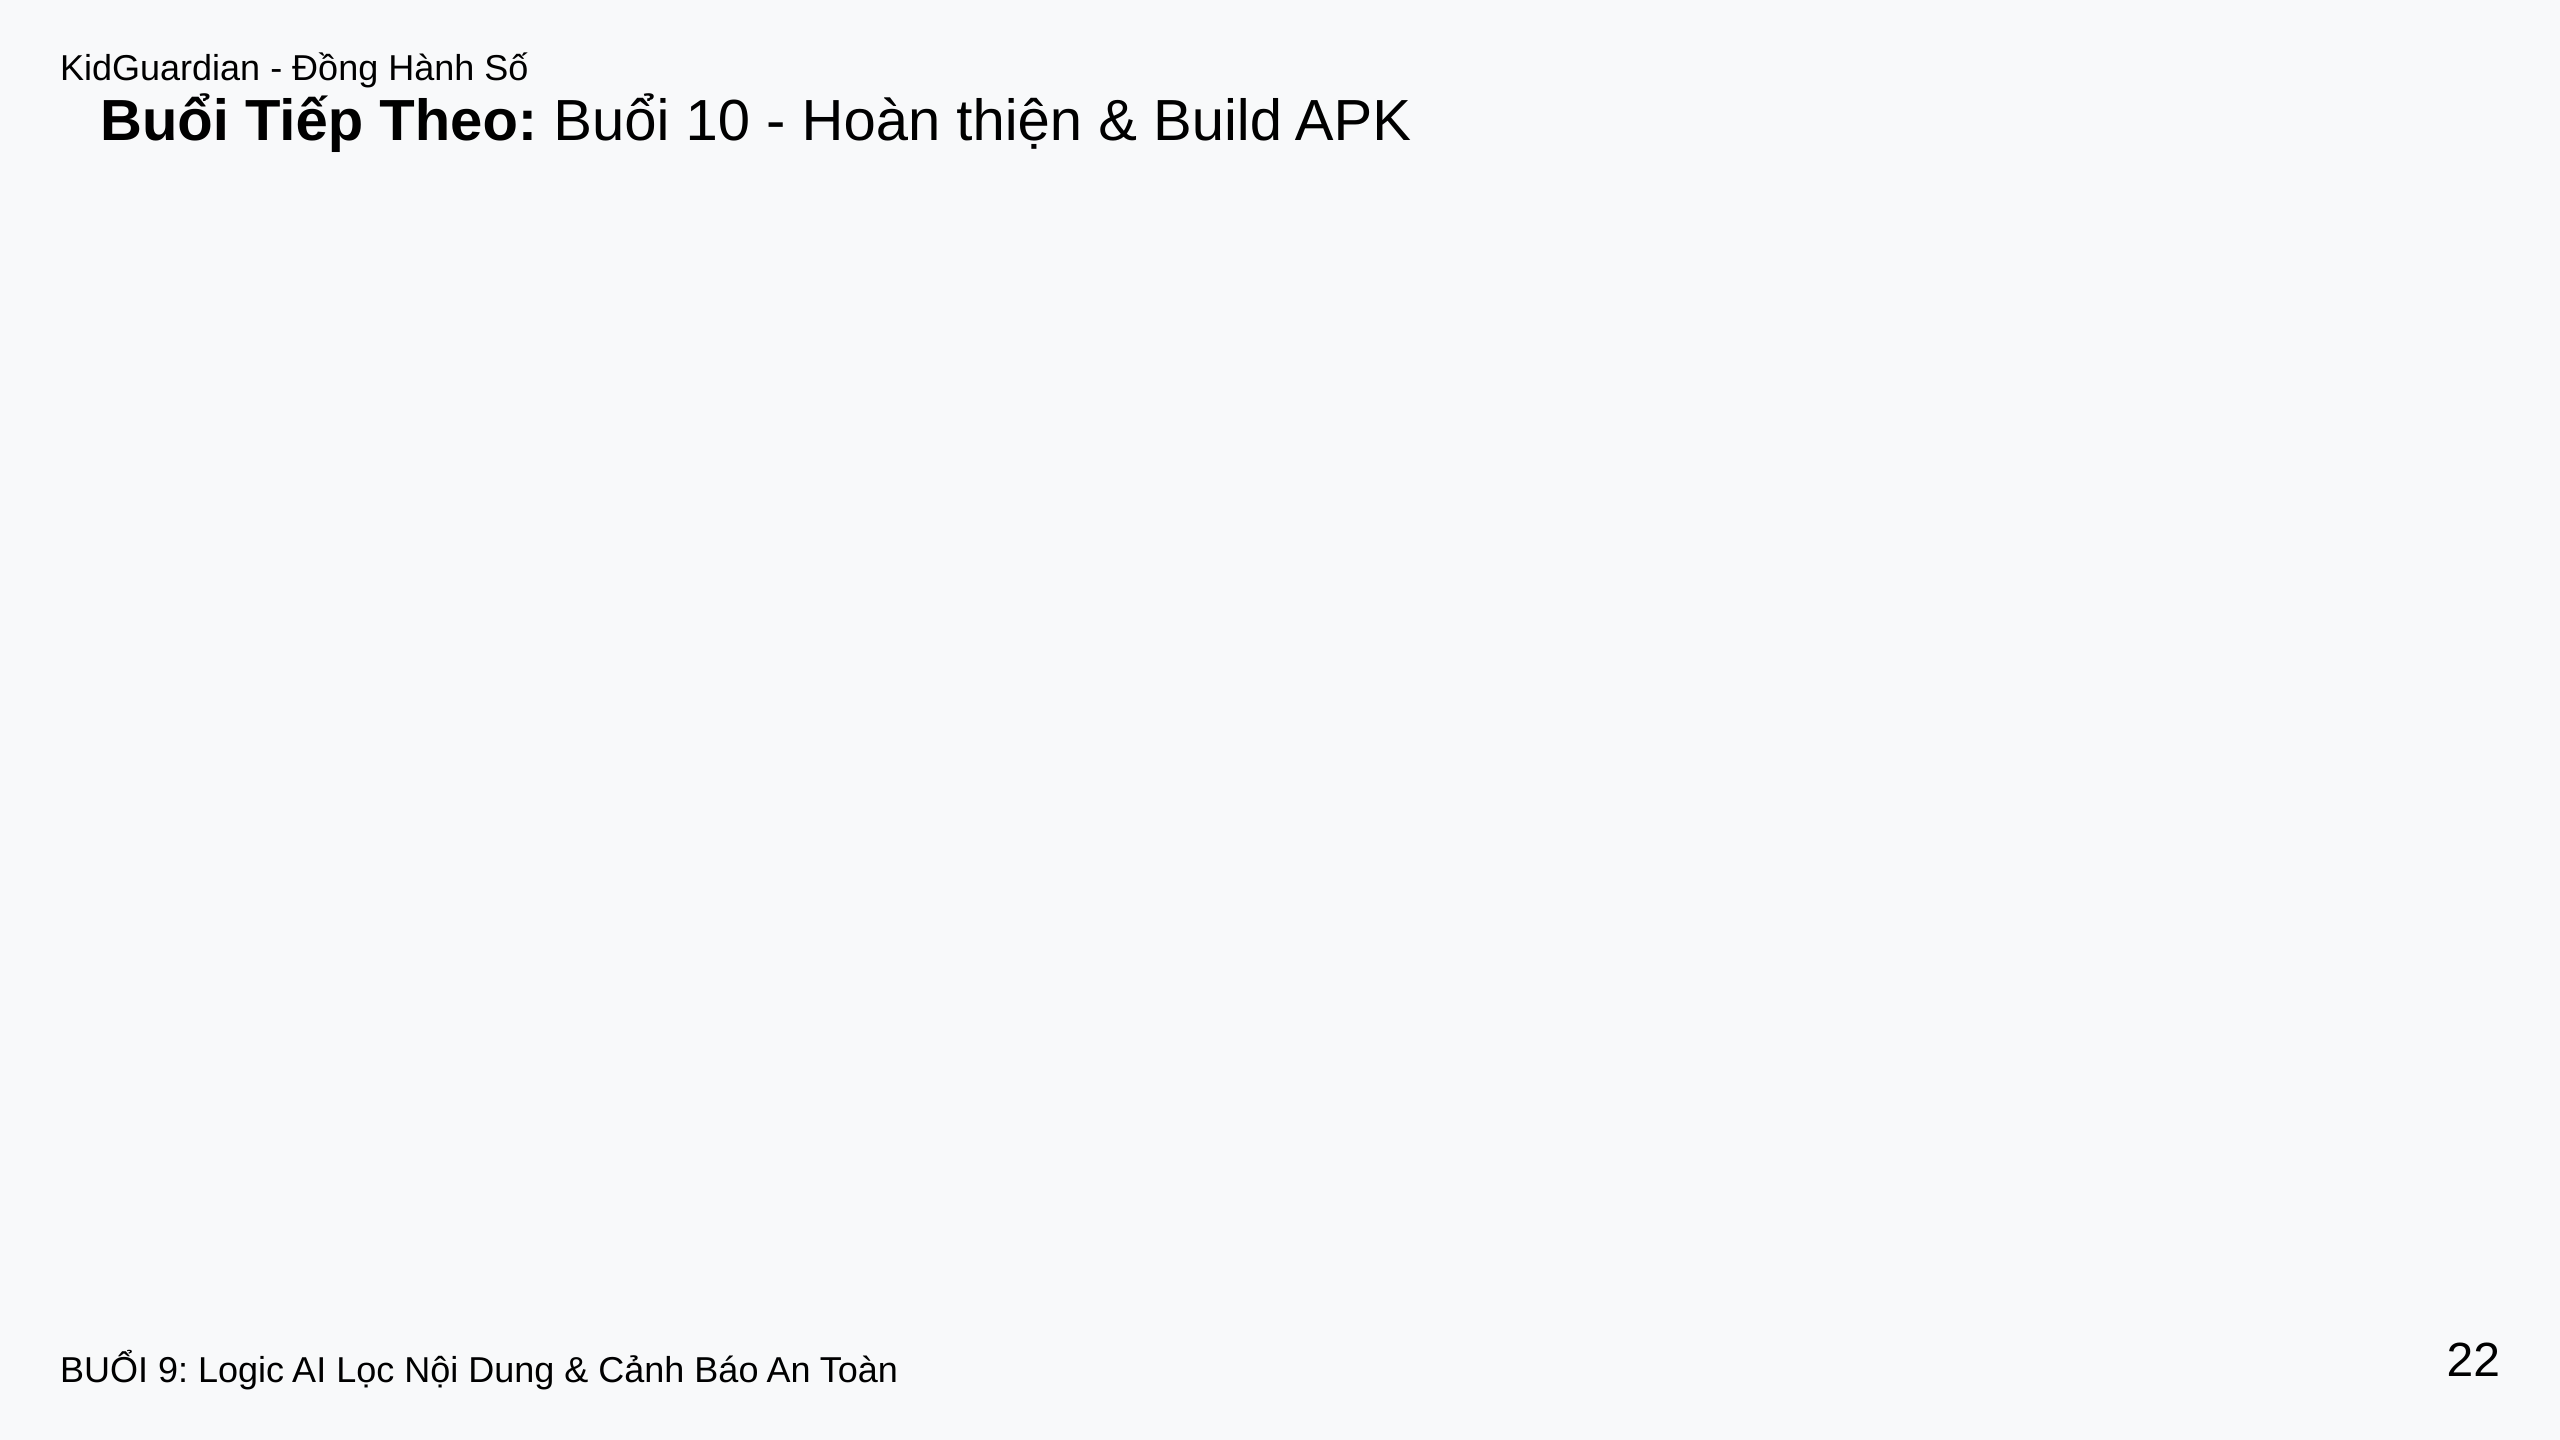 KidGuardian - Đồng Hành Số
Buổi Tiếp Theo: Buổi 10 - Hoàn thiện & Build APK
BUỔI 9: Logic AI Lọc Nội Dung & Cảnh Báo An Toàn
22